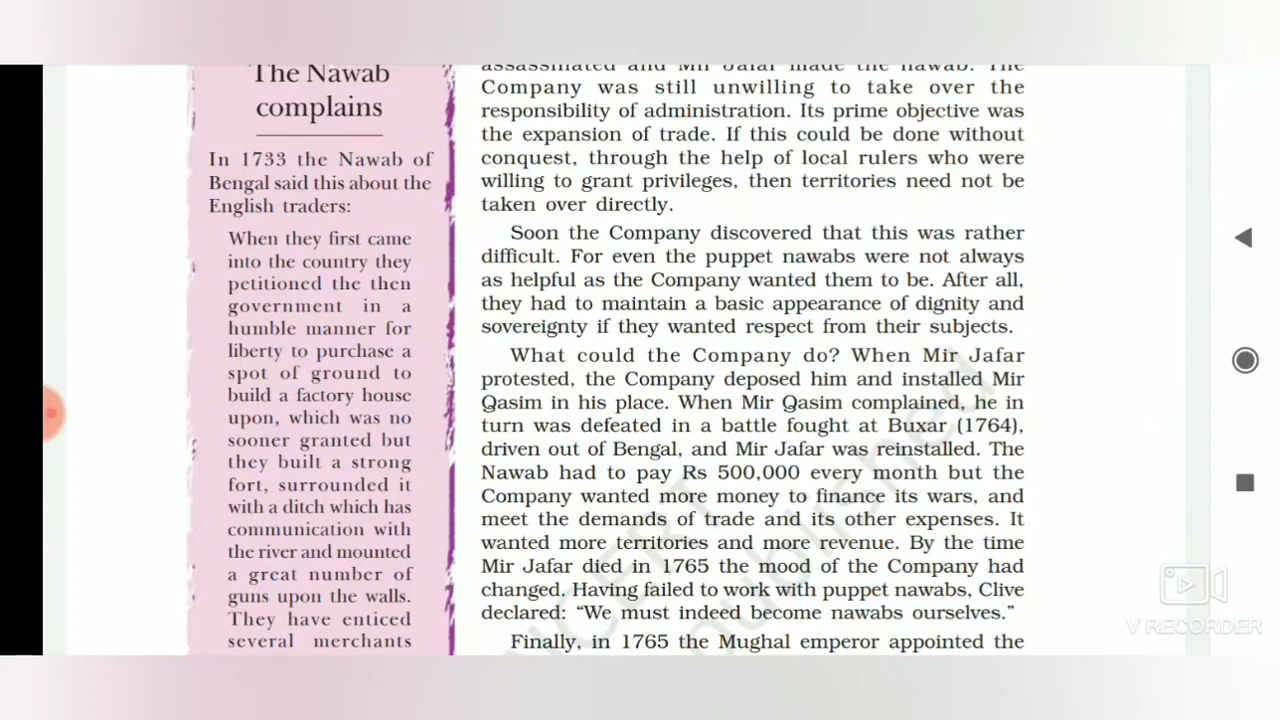 The Nawab
complains
In 1733 the Nawab of
Bengal said this about the
English traders:
When they first came
into the country they
petitioned the then
government in a
humble manner for
liberty to purchase a
spot of ground to
build a factory house
upon, which was no
sooner granted but
they built a strong
fort, surrounded it
with a ditch which has
communication with
the river and mounted
a great number of
guns upon the walls.
They have enticed
several merchants
assassinated and Mir Jafar made the nawab. The
Company was still unwilling to take over the
responsibility of administration. Its prime objective was
the expansion of trade. If this could be done without
conquest, through the help of local rulers who were
willing to grant privileges, then territories need not be
taken over directly.
Soon the Company discovered that this was rather
difficult. For even the puppet nawabs were not always
as helpful as the Company wanted them to be. After all,
they had to maintain a basic appearance of dignity and
sovereignty if they wanted respect from their subjects.
What could the Company do? When Mir Jafar
protested, the Company deposed him and installed Mir
Qasim in his place. When Mir Qasim complained, he in
turn was defeated in a battle fought at Buxar (1764),
driven out of Bengal, and Mir Jafar was reinstalled. The
Nawab had to pay Rs 500,000 every month but the
Company wanted more money to finance its wars, and
meet the demands of trade and its other expenses. It
wanted more territories and more revenue. By the time
Mir Jafar died in 1765 the mood of the Company had
changed. Having failed to work with puppet nawabs, Clive
declared: “We must indeed become nawabs ourselves.”
Finally, in 1765 the Mughal emperor appointed the
NCERT
published
V RECORDER